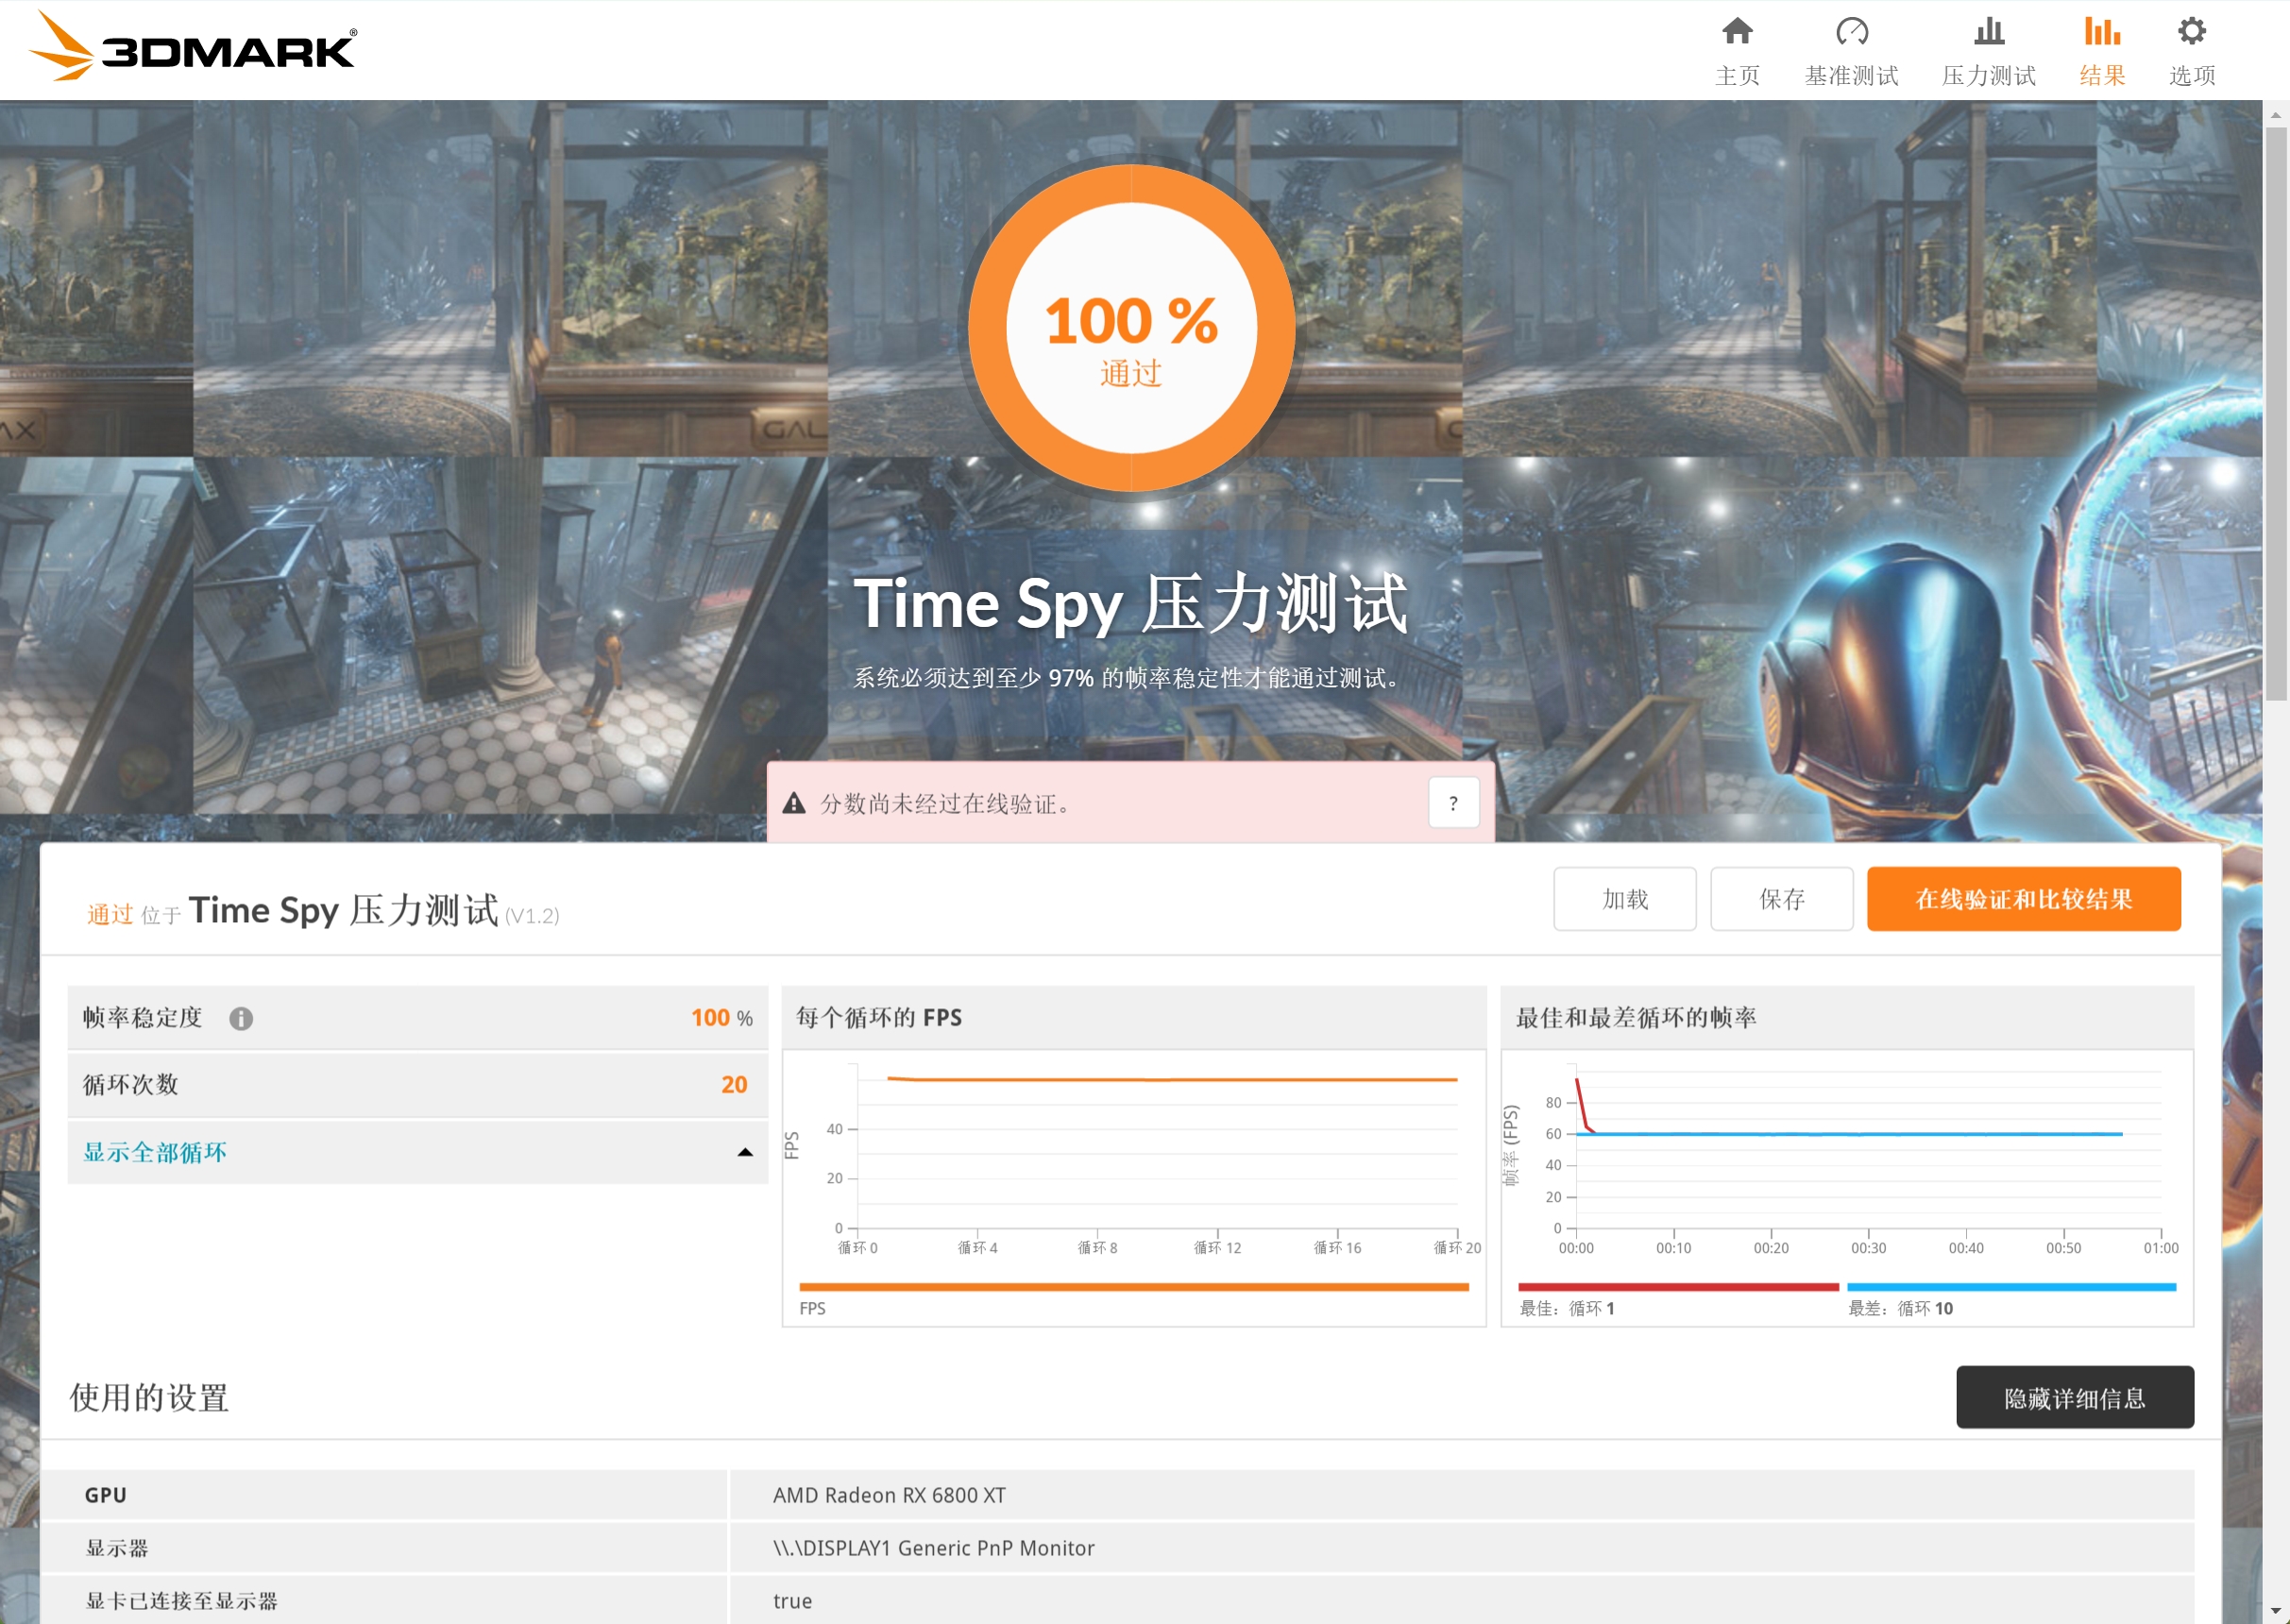 3DMARK®
主页
基准测试
压力测试
结果
选项
100 %
通过
Time Spy 压力测试
系统必须达到至少 97% 的帧率稳定性才能通过测试。
分数尚未经过在线验证。
?
通过 位于 Time Spy 压力测试 (V1.2)
加载
保存
在线验证和比较结果
帧率稳定度 100 %
循环次数 20
显示全部循环
每个循环的 FPS
FPS
40
20
0
循环 0
循环 4
循环 8
循环 12
循环 16
循环 20
FPS
最佳和最差循环的帧率
帧率 (FPS)
80
60
40
20
0
00:00
00:10
00:20
00:30
00:40
00:50
01:00
最佳：循环 1
最差：循环 10
使用的设置
隐藏详细信息
GPU
AMD Radeon RX 6800 XT
显示器
\\.\DISPLAY1 Generic PnP Monitor
显卡已连接至显示器
true